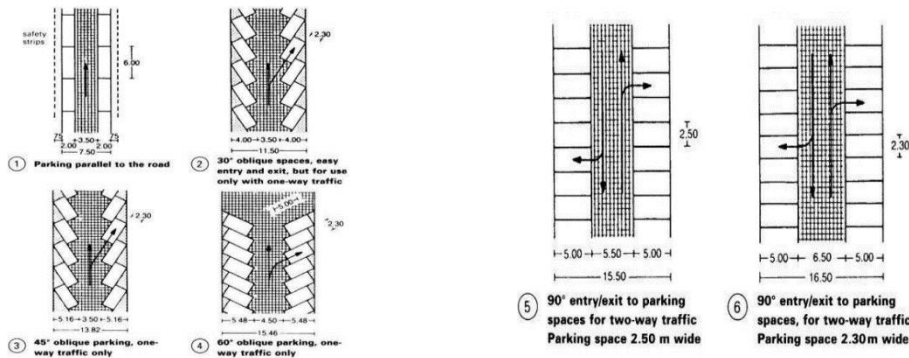 safety
strips
6.00
.75
3.50
.75
2.00
2.00
7.50
1 Parking parallel to the road
2.30
4.00 3.50 4.00
11.50
2 30° oblique spaces, easy
entry and exit, but for use
only with one-way traffic
2.30
5.16 3.50 5.16
13.82
3 45° oblique parking, one-
way traffic only
5.00
2.30
5.48 4.50 5.48
15.46
4 60° oblique parking, one-
way traffic only
2.50
5.00 5.50 5.00
15.50
5 90° entry/exit to parking
spaces for two-way traffic
Parking space 2.50 m wide
2.30
5.00 6.50 5.00
16.50
6 90° entry/exit to parking
spaces, for two-way traffic
Parking space 2.30 m wide